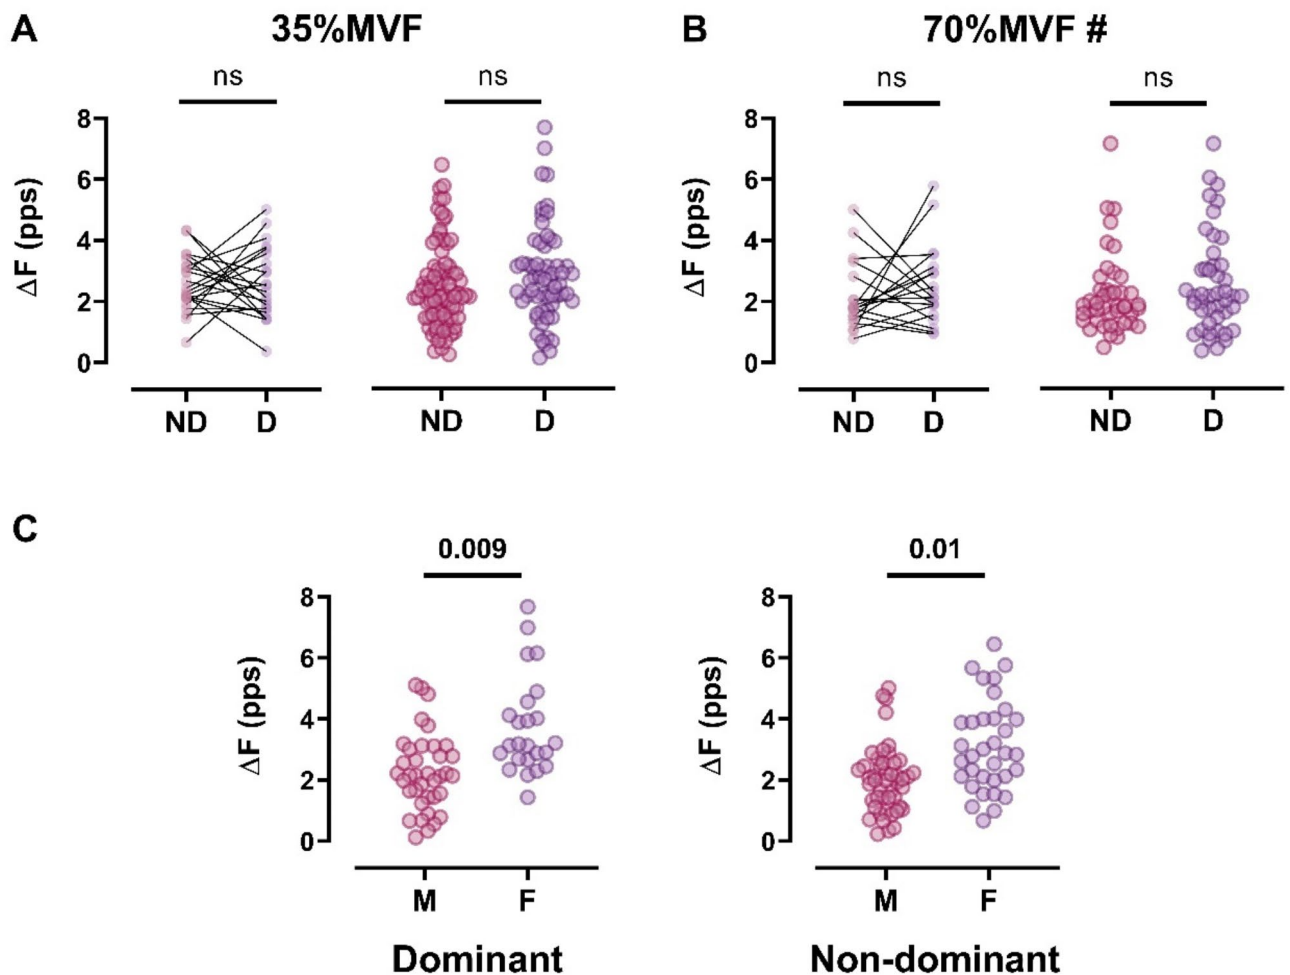 A
35%MVF
ns
ns
8
6
4
2
0
ΔF (pps)
ND
D
ND
D
B
70%MVF #
ns
ns
8
6
4
2
0
ΔF (pps)
ND
D
ND
D
C
0.009
8
6
4
2
0
ΔF (pps)
M
F
Dominant
0.01
8
6
4
2
0
ΔF (pps)
M
F
Non-dominant